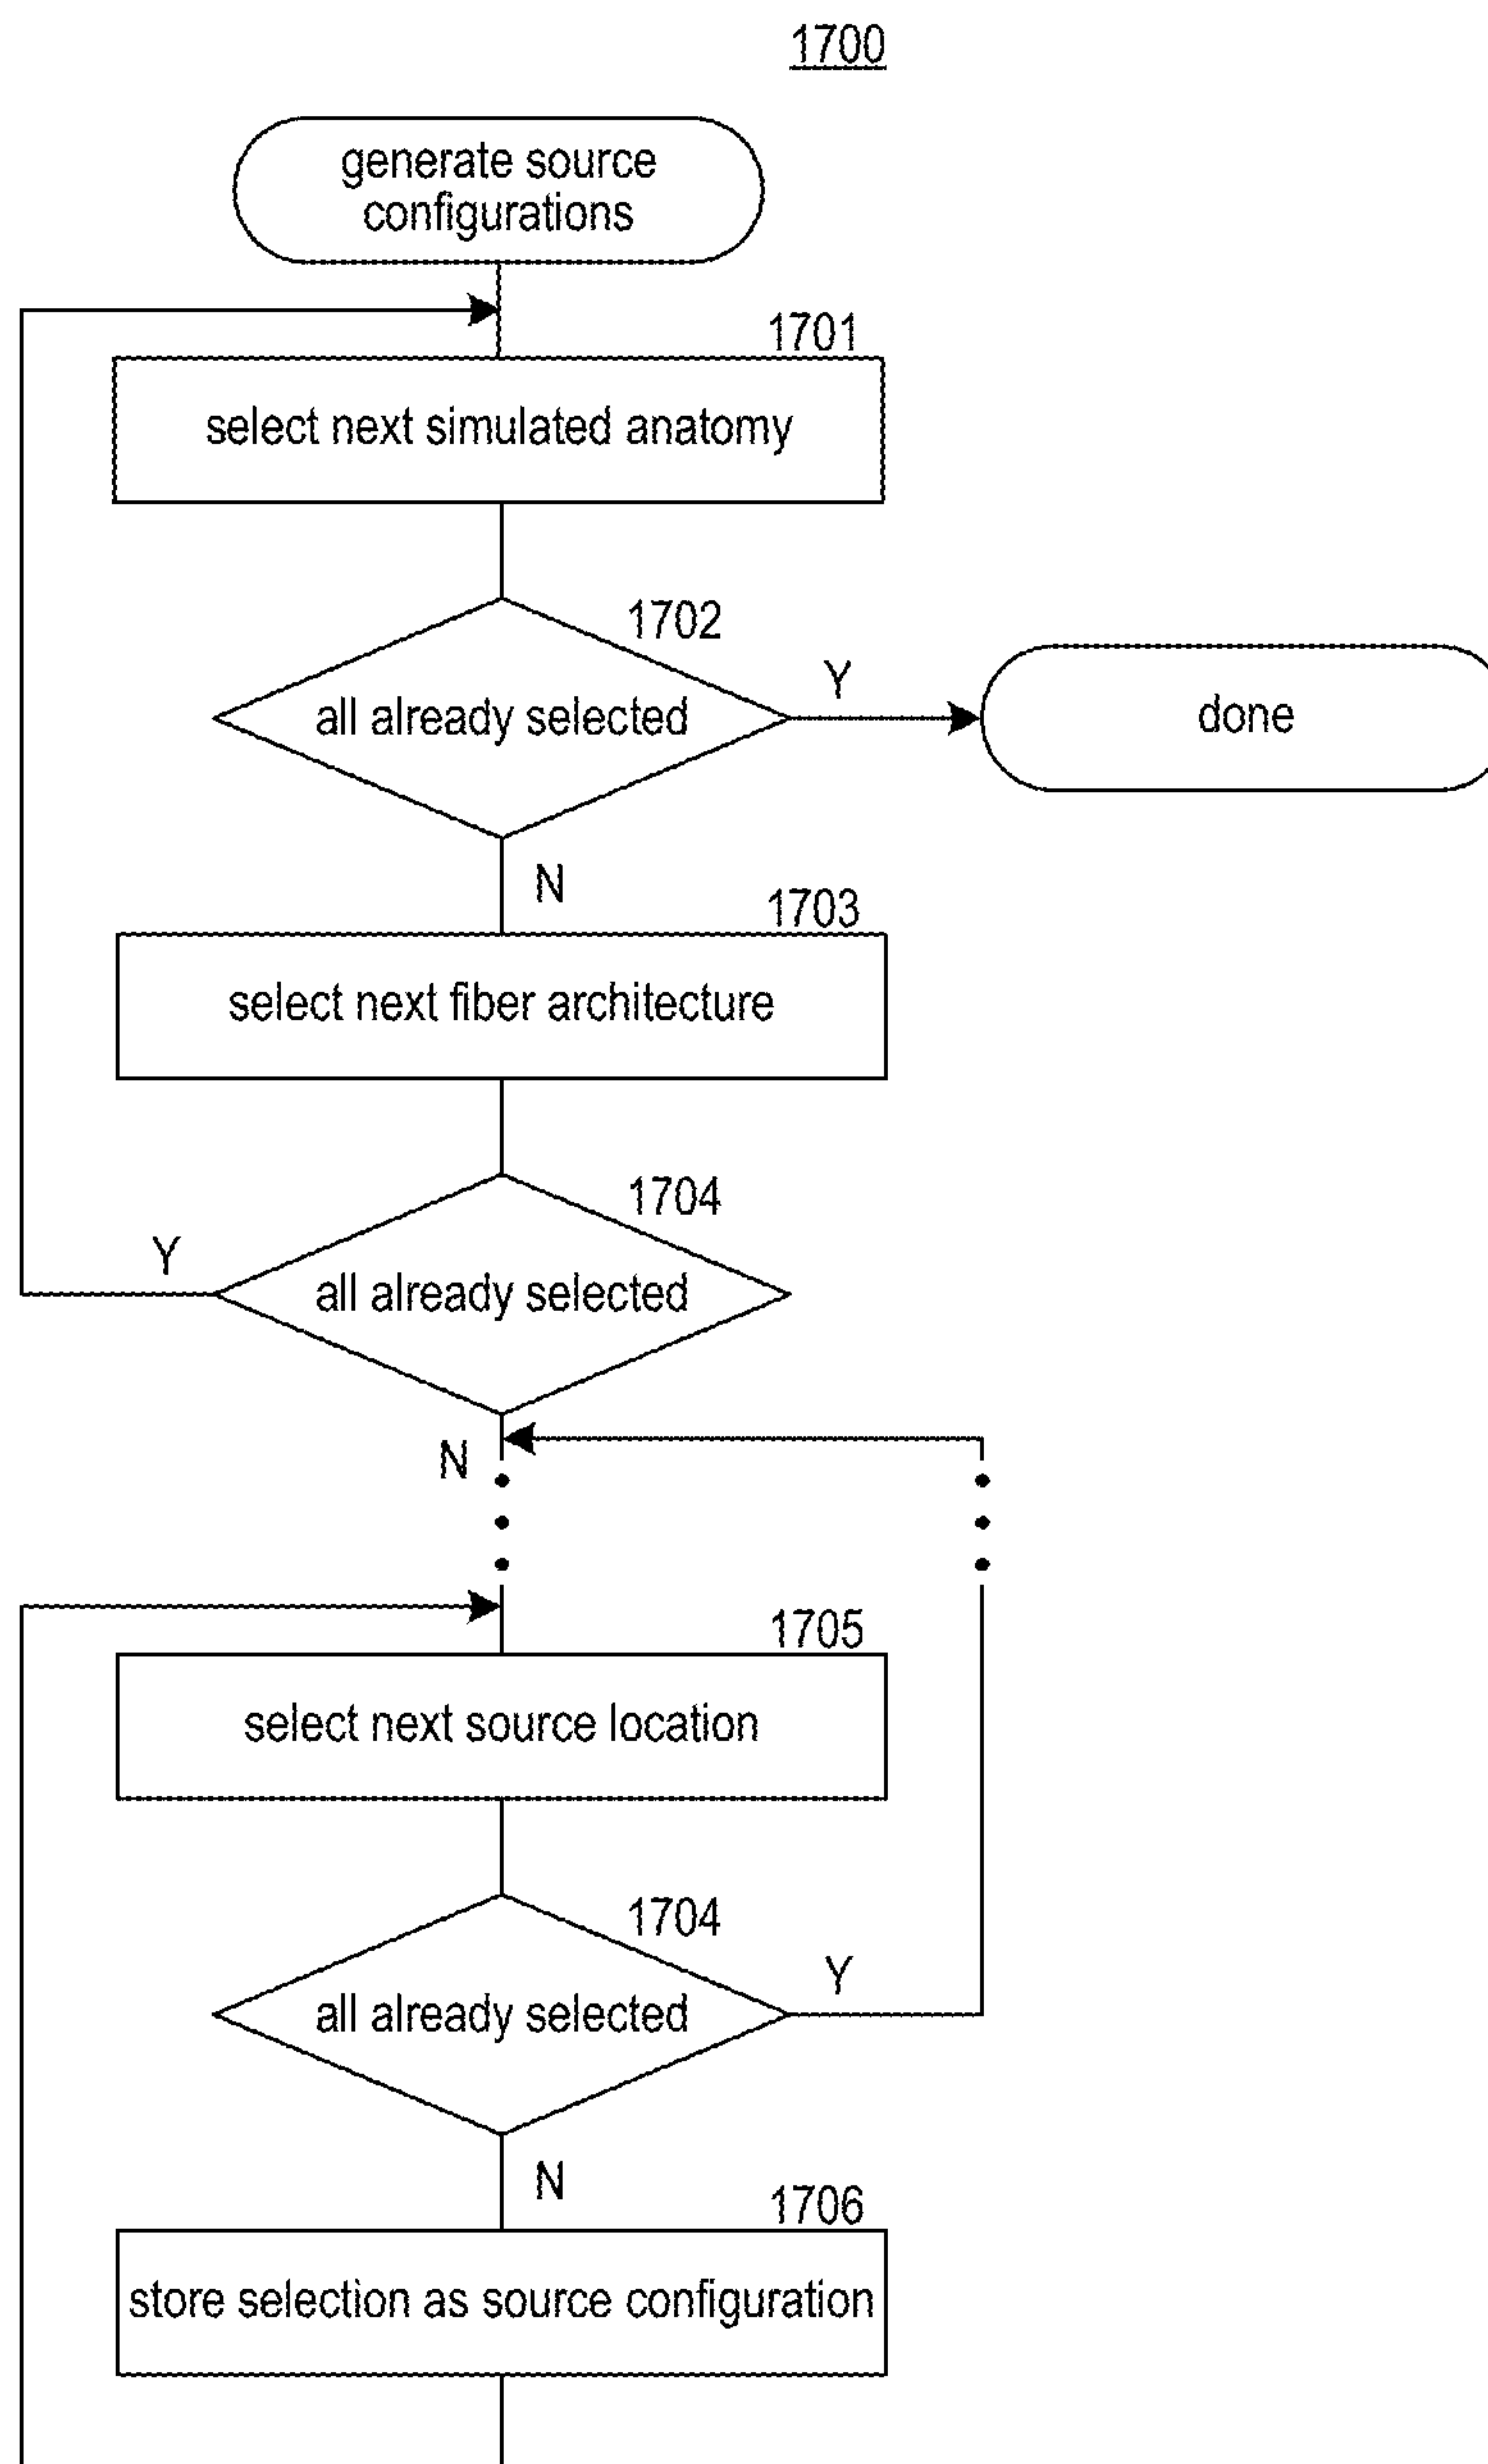 1700
generate source
configurations
1701
select next simulated anatomy
1702
all already selected
Y
done
N
1703
select next fiber architecture
1704
Y
all already selected
N
1705
select next source location
1704
all already selected
Y
N
1706
store selection as source configuration